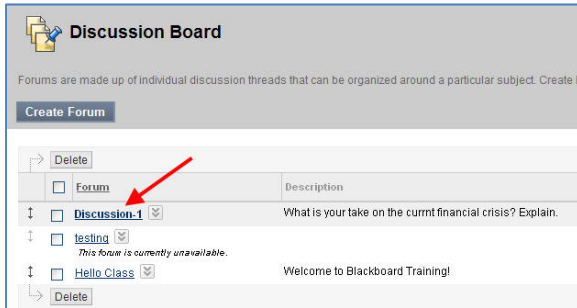 Discussion Board
Forums are made up of individual discussion threads that can be organized around a particular subject. Create
Create Forum
Delete
Forum Description
Discussion-1 What is your take on the currnt financial crisis? Explain.
testing
This forum is currently unavailable.
Hello Class Welcome to Blackboard Training!
Delete